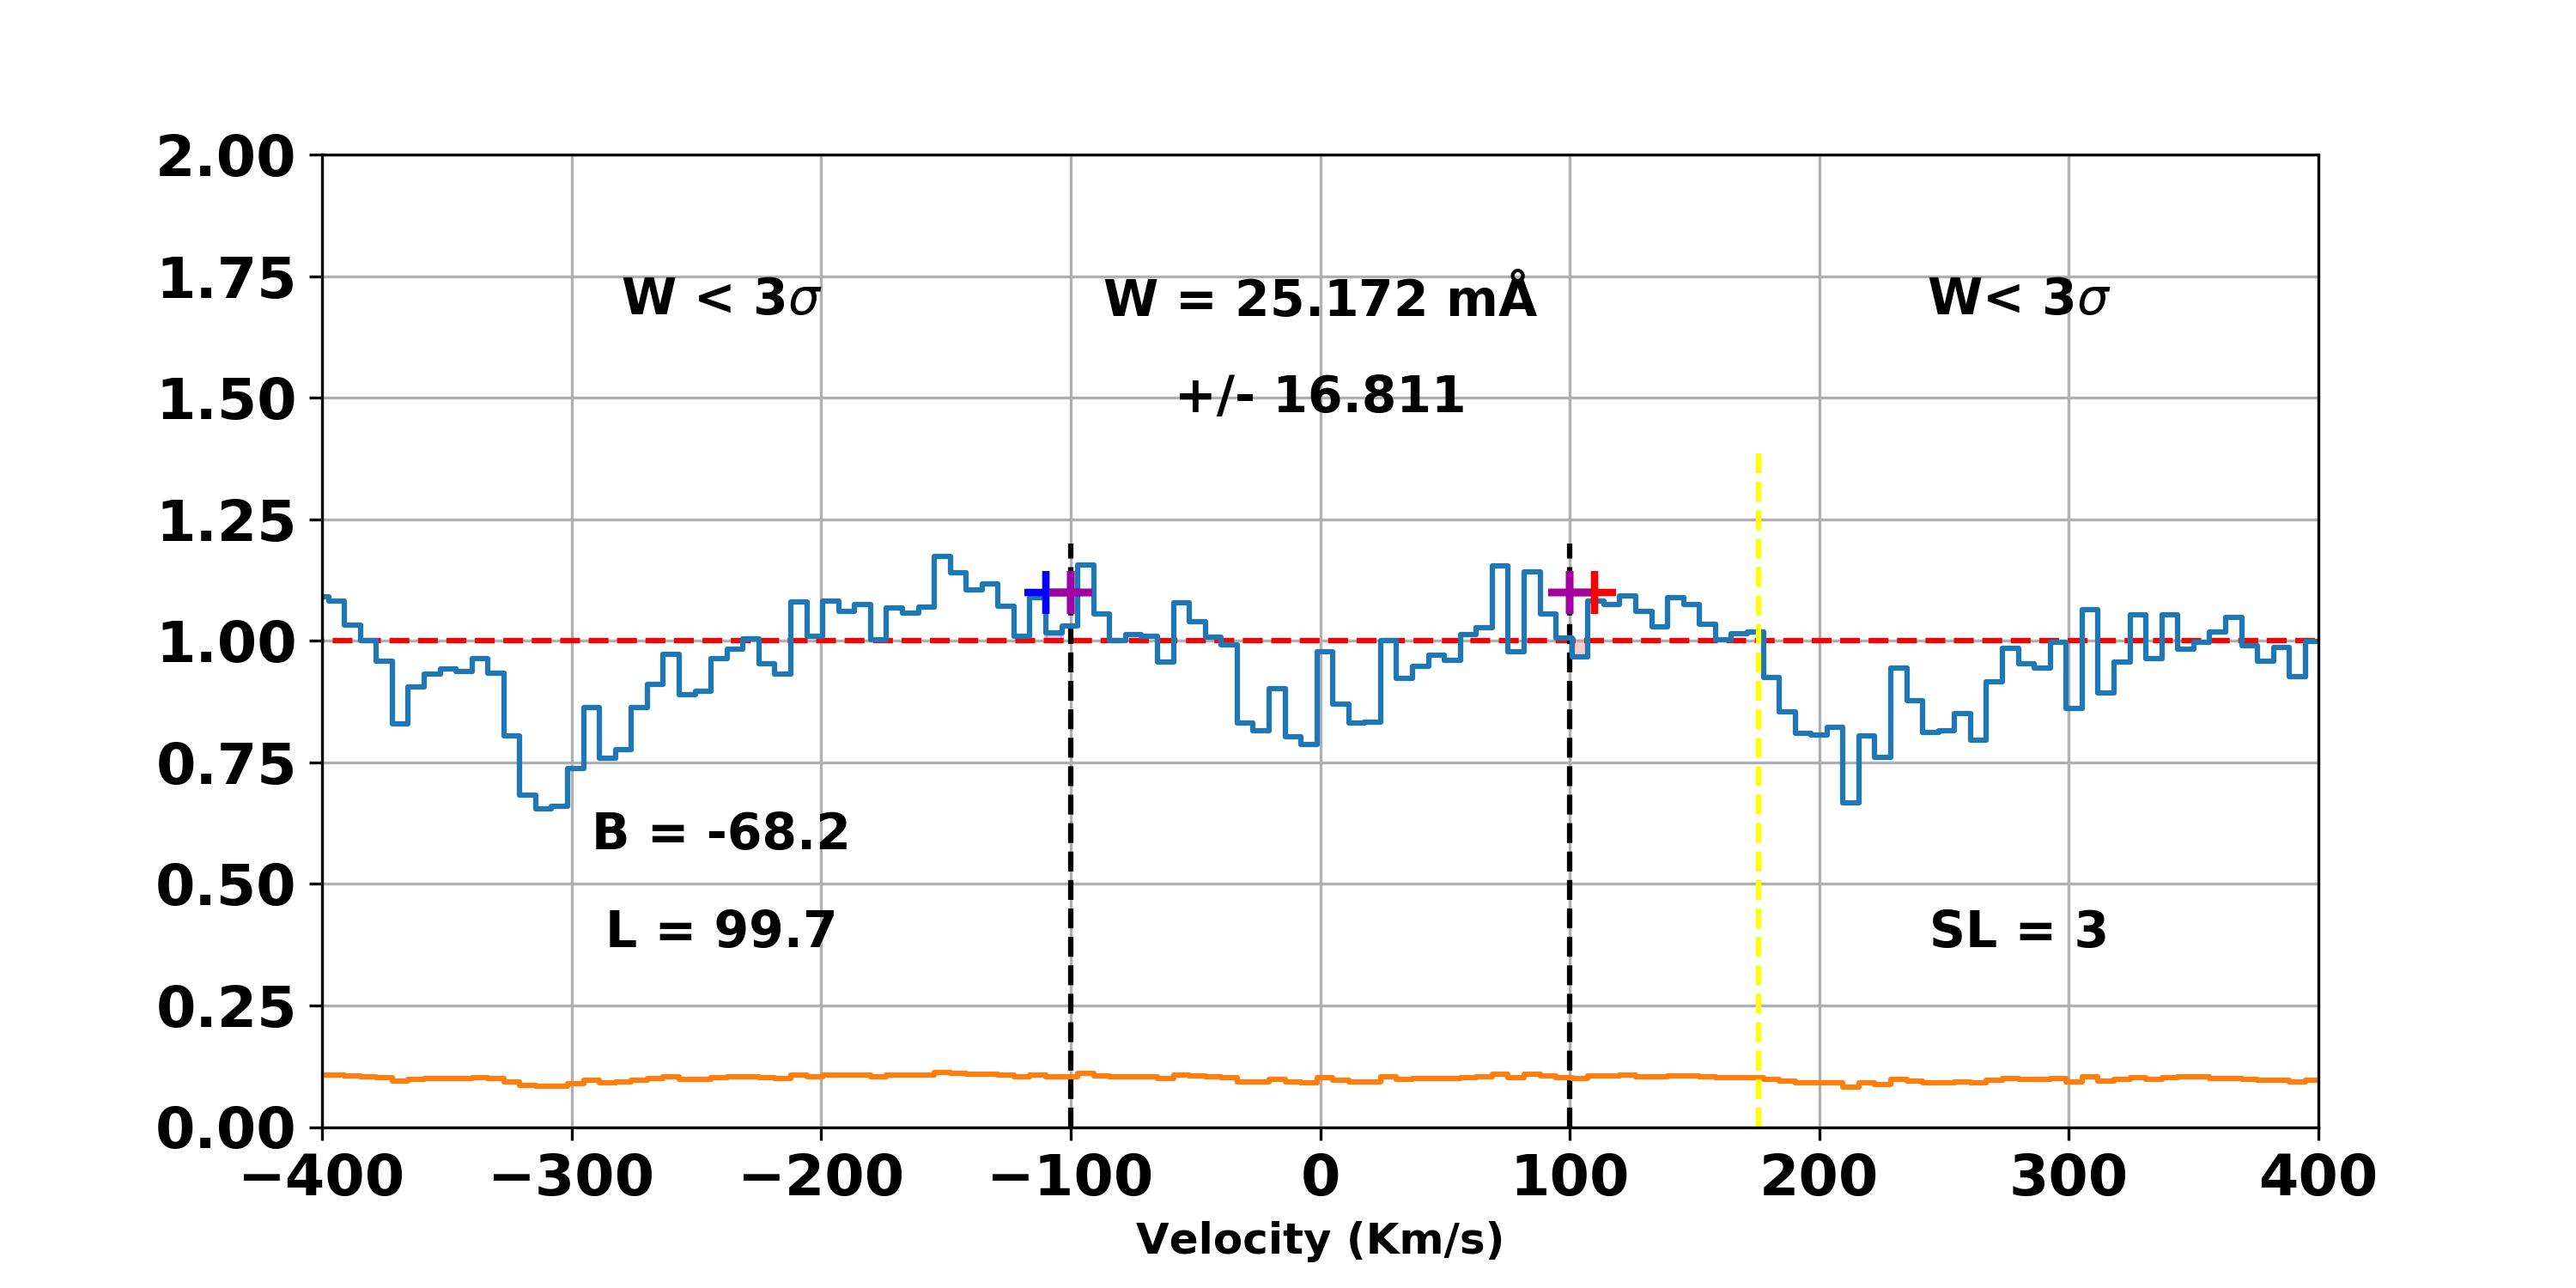 2.00
1.75
1.50
1.25
1.00
0.75
0.50
0.25
0.00
W < 3σ
W = 25.172 mÅ
+/- 16.811
W< 3σ
B = -68.2
L = 99.7
SL = 3
−400 −300 −200 −100 0 100 200 300 400
Velocity (Km/s)